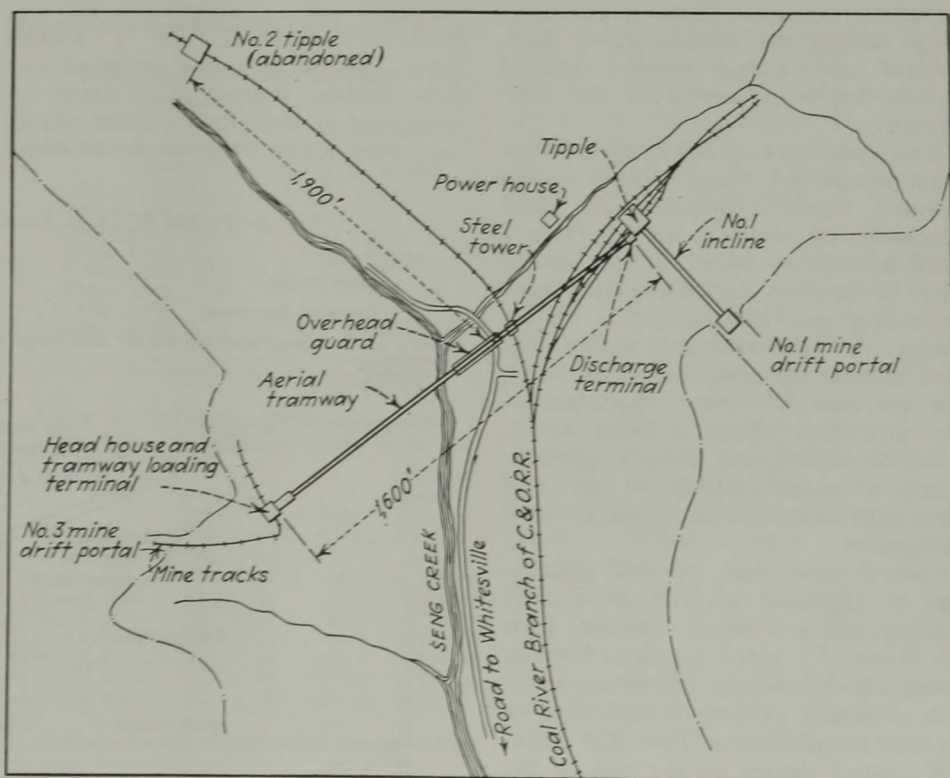 No.2 tipple
(abandoned)
1,900'
Tipple
Power house
Steel
tower
No.1
incline
Overhead
guard
Aerial
tramway
Discharge
terminal
No.1 mine
drift portal
Head house and
tramway loading
terminal
1,600'
No.3 mine
drift portal
Mine tracks
SENG CREEK
Road to Whitesville
Coal River Branch of C.& O.R.R.